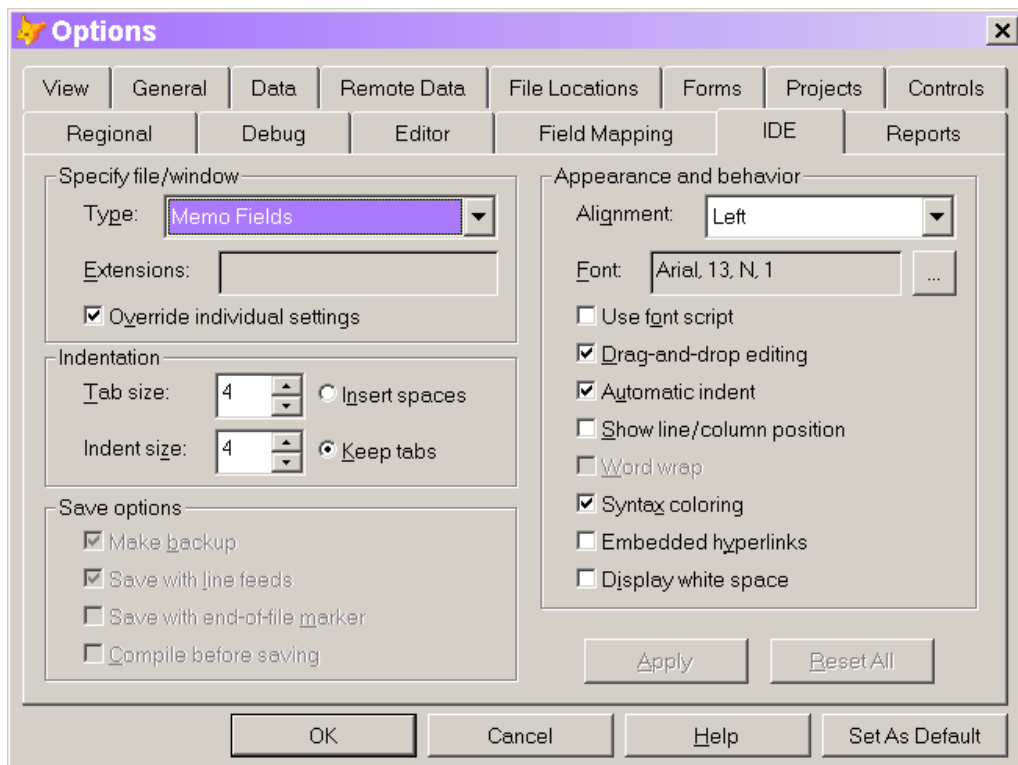 Options
View General Data Remote Data File Locations Forms Projects Controls
Regional Debug Editor Field Mapping IDE Reports
Specify file/window
Type: Memo Fields
Extensions:
Override individual settings
Indentation
Tab size: 4 Insert spaces
Indent size: 4 Keep tabs
Save options
Make backup
Save with line feeds
Save with end-of-file marker
Compile before saving
Appearance and behavior
Alignment: Left
Font: Arial, 13, N, 1 ...
Use font script
Drag-and-drop editing
Automatic indent
Show line/column position
Word wrap
Syntax coloring
Embedded hyperlinks
Display white space
Apply Reset All
OK Cancel Help Set As Default